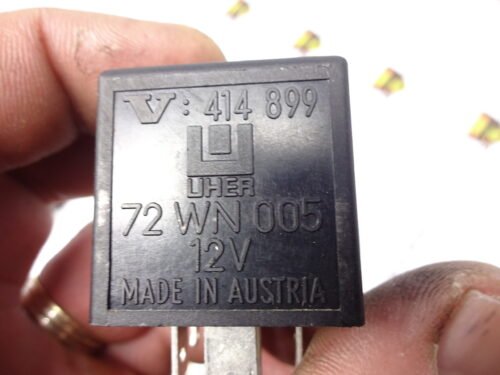 V: 414 899
UHER
72 WN 005
12V
MADE IN AUSTRIA